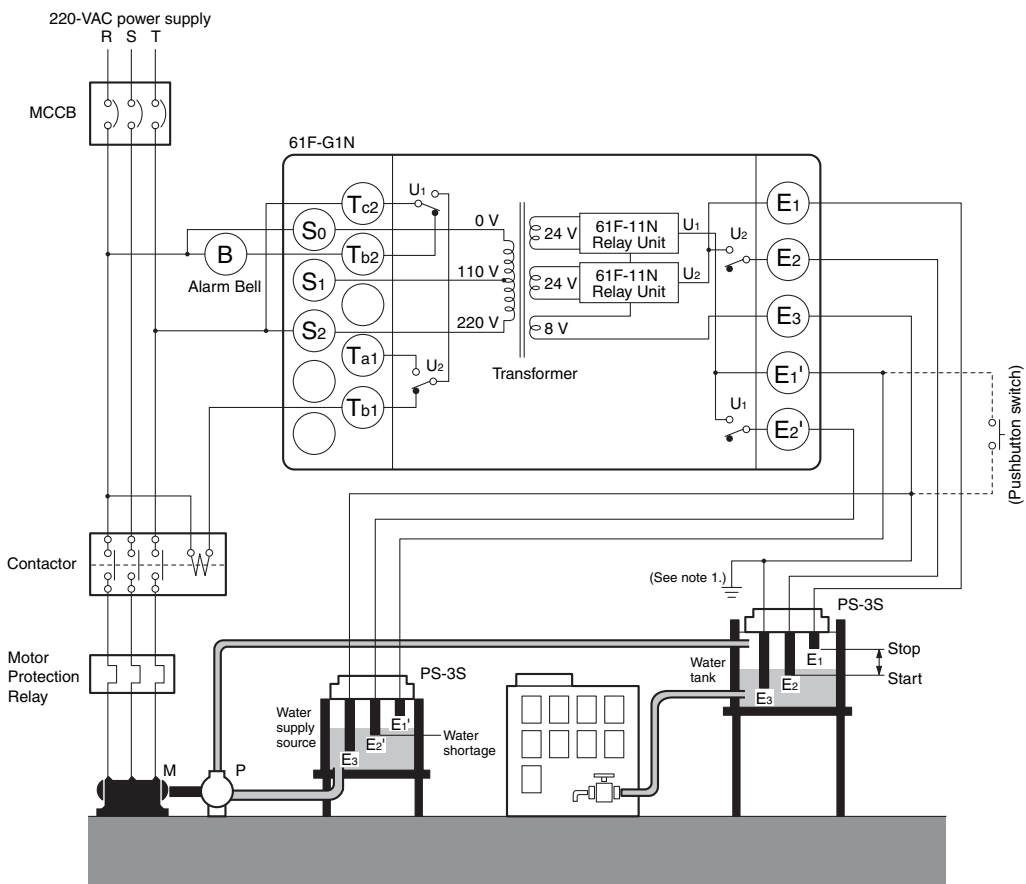 220-VAC power supply
R S T
MCCB
61F-G1N
Tc2
U1
S0
0 V
24 V
61F-11N
Relay Unit
U1
E1
B
Alarm Bell
Tb2
U2
E2
S1
110 V
24 V
61F-11N
Relay Unit
U2
S2
220 V
8 V
E3
Ta1
U2
Transformer
E1'
Tb1
U1
E2'
(Pushbutton switch)
Contactor
(See note 1.)
PS-3S
Motor
Protection
Relay
Water
tank
E1
E2
E3
Stop
Start
PS-3S
Water
supply
source
E1'
E2'
E3
Water
shortage
M
P